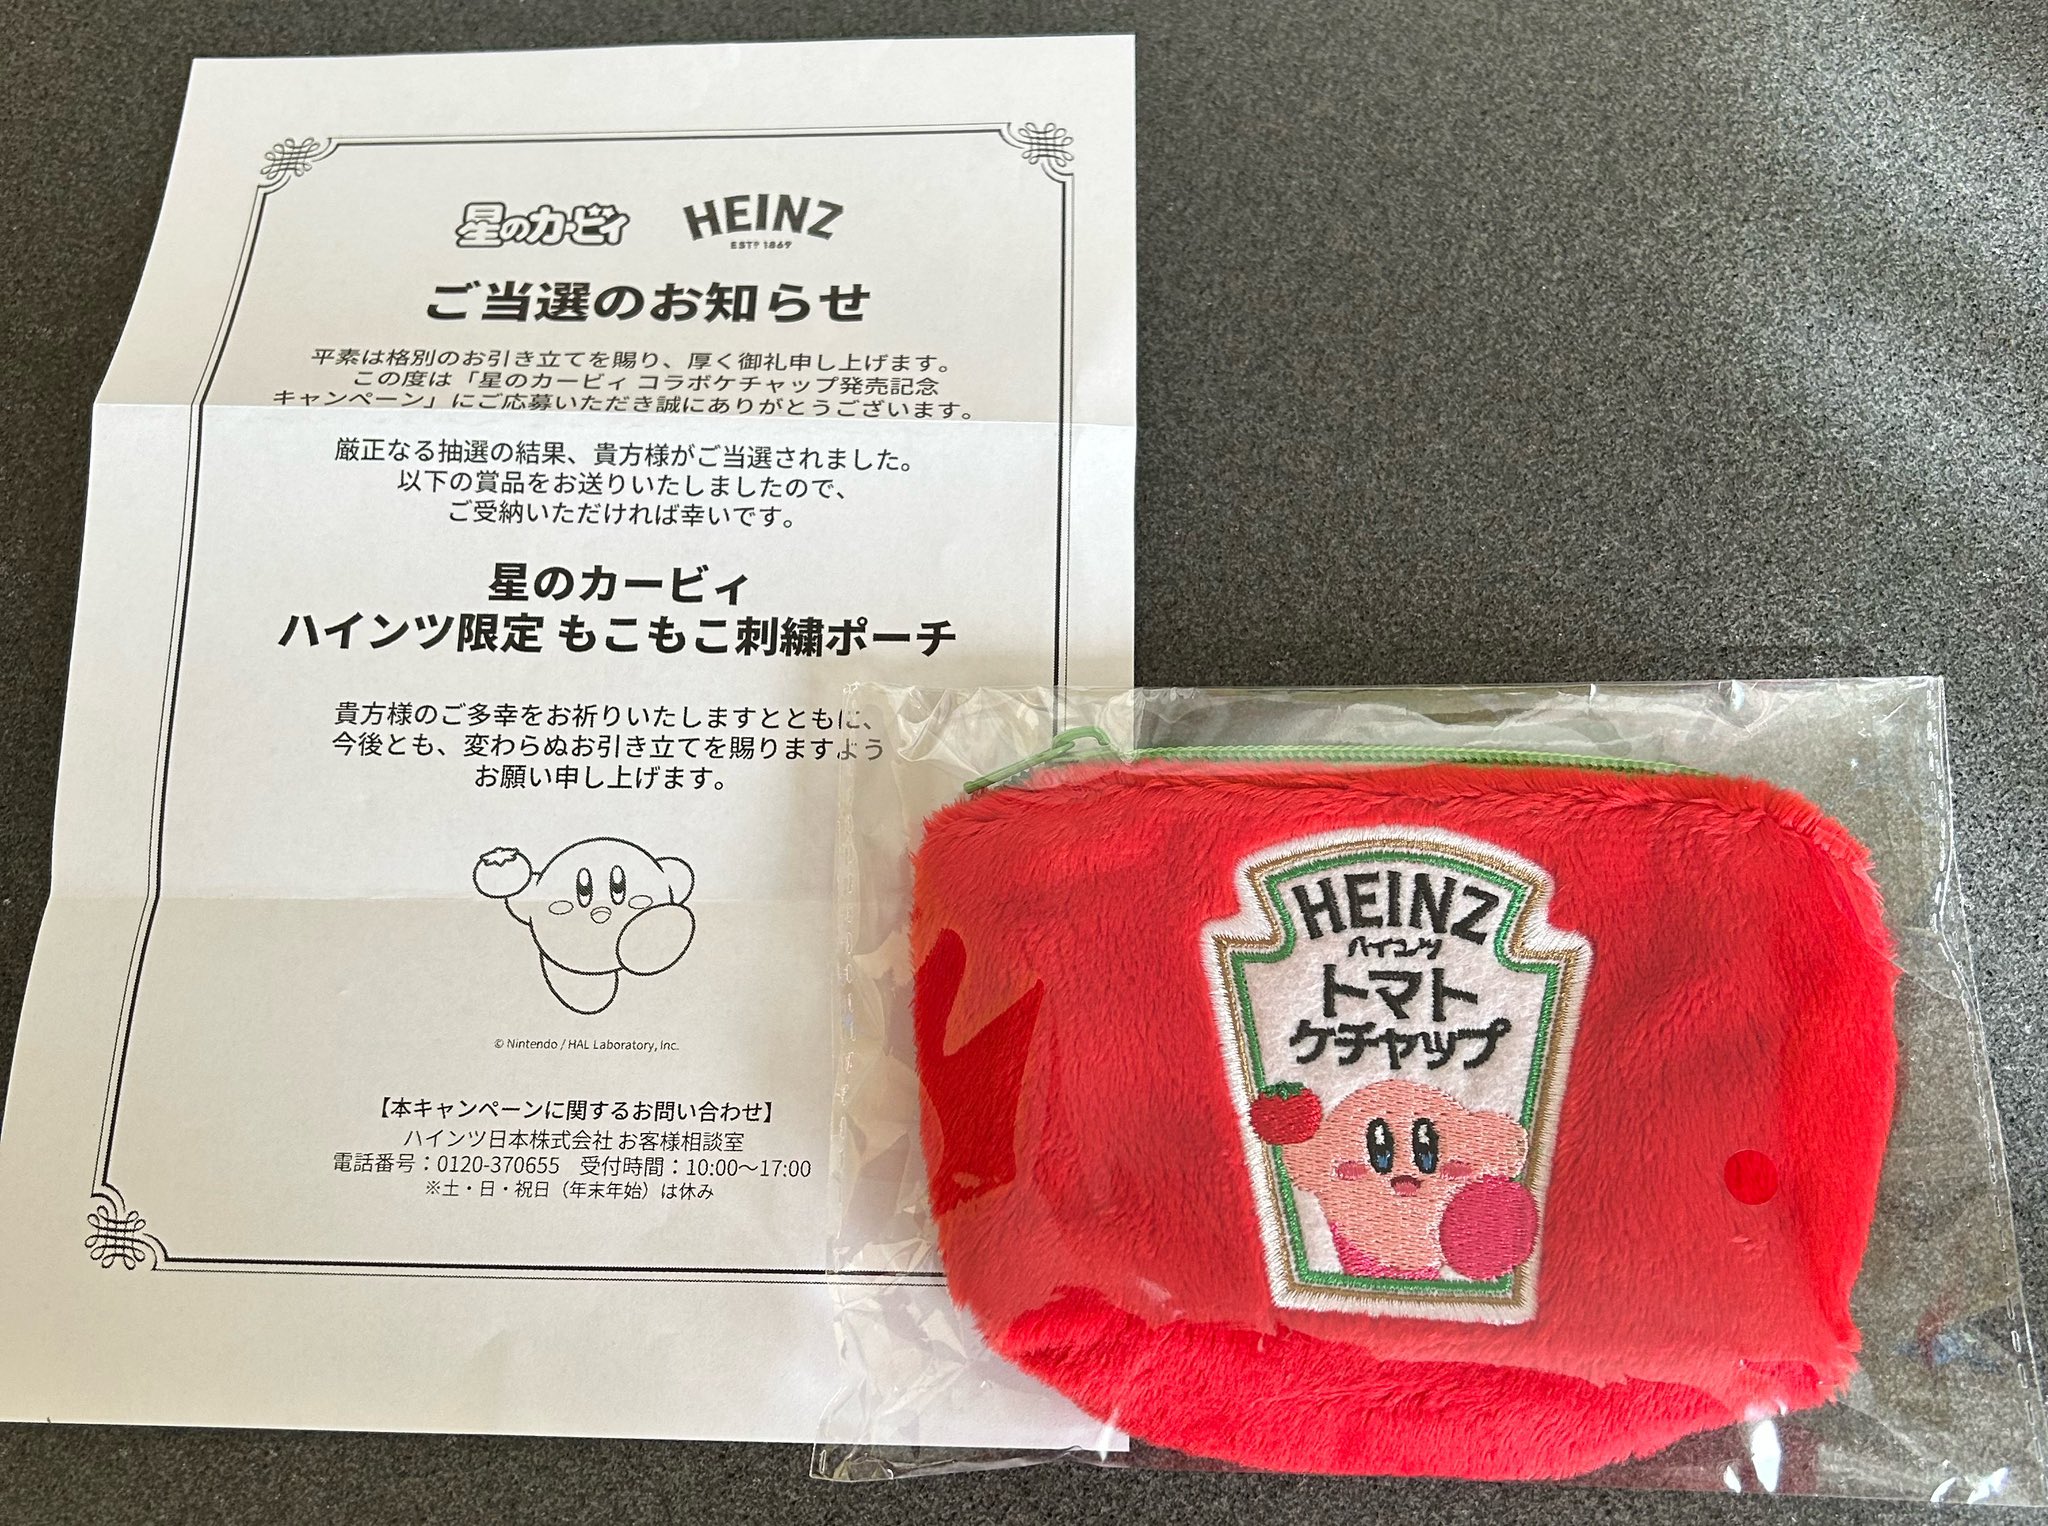 星のカービィ HEINZ
ESTD 1869
ご当選のお知らせ
平素は格別のお引き立てを賜り、厚く御礼申し上げます。
この度は「星のカービィ コラボケチャップ発売記念
キャンペーン」にご応募いただき誠にありがとうございます。
厳正なる抽選の結果、貴方様がご当選されました。
以下の賞品をお送りいたしましたので、
ご受納いただければ幸いです。
星のカービィ
ハインツ限定 もこもこ刺繍ポーチ
貴方様のご多幸をお祈りいたしますとともに、
今後とも、変わらぬお引き立てを賜りますよう
お願い申し上げます。
© Nintendo / HAL Laboratory, Inc.
【本キャンペーンに関するお問い合わせ】
ハインツ日本株式会社 お客様相談室
電話番号：0120-370655　受付時間：10:00～17:00
※土・日・祝日（年末年始）は休み
HEINZ
ハインツ
トマト
ケチャップ